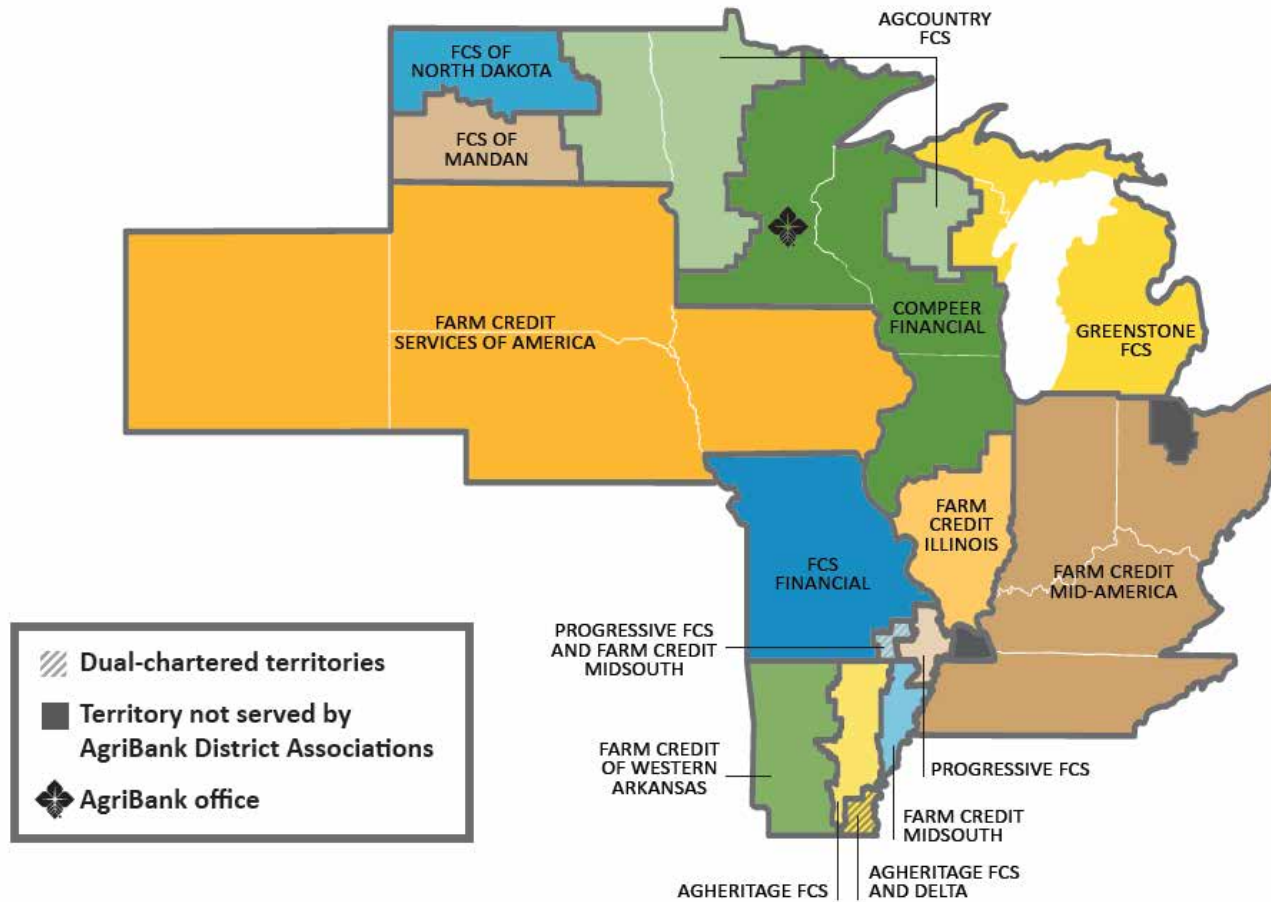 AGCOUNTRY
FCS
FCS OF
NORTH DAKOTA
FCS OF
MANDAN
FARM CREDIT
SERVICES OF AMERICA
COMPEER
FINANCIAL
GREENSTONE
FCS
FARM
CREDIT
ILLINOIS
FCS
FINANCIAL
FARM CREDIT
MID-AMERICA
PROGRESSIVE FCS
AND FARM CREDIT
MIDSOUTH
FARM CREDIT
OF WESTERN
ARKANSAS
PROGRESSIVE FCS
FARM CREDIT
MIDSOUTH
AGHERITAGE FCS
AGHERITAGE FCS
AND DELTA
Dual-chartered territories
Territory not served by
AgriBank District Associations
AgriBank office